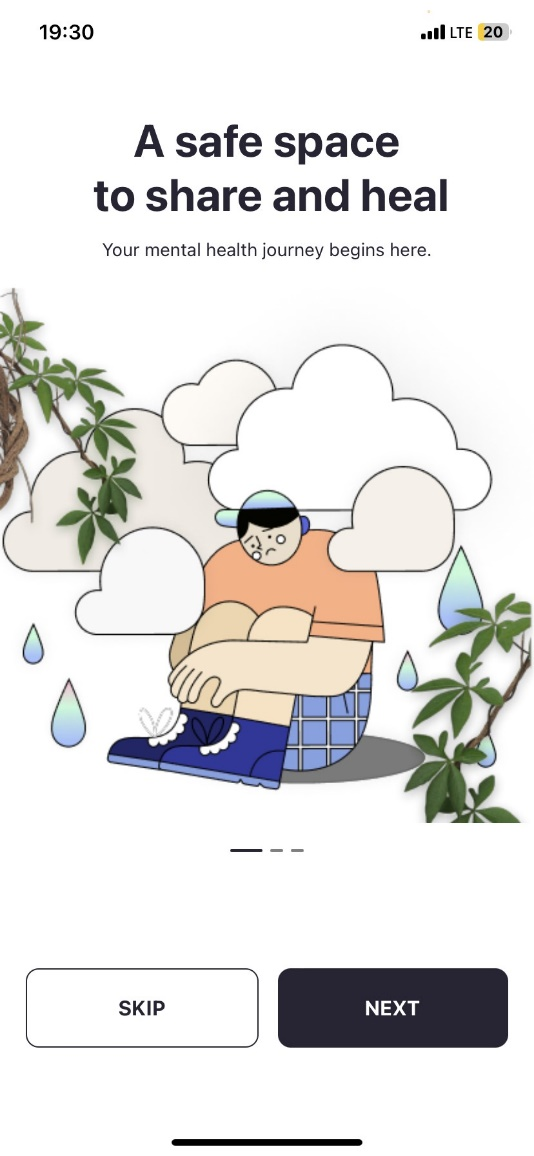 19:30
LTE 20
A safe space
to share and heal
Your mental health journey begins here.
SKIP
NEXT